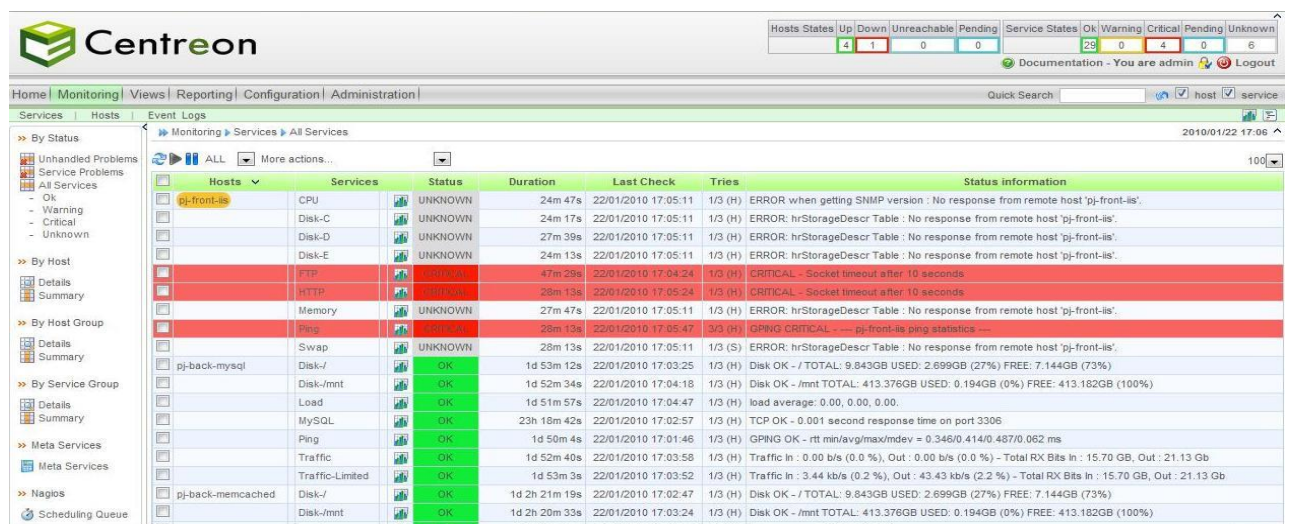 Centreon
Hosts States Up Down Unreachable Pending Service States Ok Warning Critical Pending Unknown
4 1 0 0 29 0 4 0 6
Documentation - You are admin Logout
Home Monitoring Views Reporting Configuration Administration Quick Search host service
Services | Hosts | Event Logs
Monitoring Services All Services 2010/01/22 17:06
By Status
Unhandled Problems
Service Problems
All Services
- Ok
- Warning
- Critical
- Unknown
By Host
Details
Summary
By Host Group
Details
Summary
By Service Group
Details
Summary
Meta Services
Meta Services
Nagios
Scheduling Queue
ALL More actions... 100
Hosts Services Status Duration Last Check Tries Status information
pj-front-iis CPU UNKNOWN 24m 47s 22/01/2010 17:05:11 1/3 (H) ERROR when getting SNMP version : No response from remote host 'pj-front-iis'.
Disk-C UNKNOWN 24m 17s 22/01/2010 17:05:11 1/3 (H) ERROR: hrStorageDescr Table : No response from remote host 'pj-front-iis'.
Disk-D UNKNOWN 27m 39s 22/01/2010 17:05:11 1/3 (H) ERROR: hrStorageDescr Table : No response from remote host 'pj-front-iis'.
Disk-E UNKNOWN 24m 13s 22/01/2010 17:05:11 1/3 (H) ERROR: hrStorageDescr Table : No response from remote host 'pj-front-iis'.
FTP CRITICAL 47m 29s 22/01/2010 17:04:24 1/3 (H) CRITICAL - Socket timeout after 10 seconds
HTTP CRITICAL 28m 13s 22/01/2010 17:05:24 1/3 (H) CRITICAL - Socket timeout after 10 seconds
Memory UNKNOWN 27m 47s 22/01/2010 17:05:11 1/3 (H) ERROR: hrStorageDescr Table : No response from remote host 'pj-front-iis'.
Ping CRITICAL 28m 13s 22/01/2010 17:05:47 3/3 (H) GPING CRITICAL - --- pj-front-iis ping statistics ---
Swap UNKNOWN 28m 13s 22/01/2010 17:05:11 1/3 (S) ERROR: hrStorageDescr Table : No response from remote host 'pj-front-iis'.
pj-back-mysql Disk-/ OK 1d 53m 12s 22/01/2010 17:03:25 1/3 (H) Disk OK - / TOTAL: 9.843GB USED: 2.699GB (27%) FREE: 7.144GB (73%)
Disk-/mnt OK 1d 52m 34s 22/01/2010 17:04:18 1/3 (H) Disk OK - /mnt TOTAL: 413.376GB USED: 0.194GB (0%) FREE: 413.182GB (100%)
Load OK 1d 51m 57s 22/01/2010 17:04:47 1/3 (H) load average: 0.00, 0.00, 0.00.
MySQL OK 23h 18m 42s 22/01/2010 17:02:57 1/3 (H) TCP OK - 0.001 second response time on port 3306
Ping OK 1d 50m 4s 22/01/2010 17:01:46 1/3 (H) GPING OK - rtt min/avg/max/mdev = 0.346/0.414/0.487/0.062 ms
Traffic OK 1d 52m 40s 22/01/2010 17:03:58 1/3 (H) Traffic In : 0.00 b/s (0.0 %), Out : 0.00 b/s (0.0 %) - Total RX Bits In : 15.70 GB, Out : 21.13 Gb
Traffic-Limited OK 1d 53m 3s 22/01/2010 17:03:52 1/3 (H) Traffic In : 3.44 kb/s (0.2 %), Out : 43.43 kb/s (2.2 %) - Total RX Bits In : 15.70 GB, Out : 21.13 Gb
pj-back-memcached Disk-/ OK 1d 2h 21m 19s 22/01/2010 17:02:47 1/3 (H) Disk OK - / TOTAL: 9.843GB USED: 2.699GB (27%) FREE: 7.144GB (73%)
Disk-/mnt OK 1d 2h 20m 33s 22/01/2010 17:03:24 1/3 (H) Disk OK - /mnt TOTAL: 413.376GB USED: 0.194GB (0%) FREE: 413.182GB (100%)